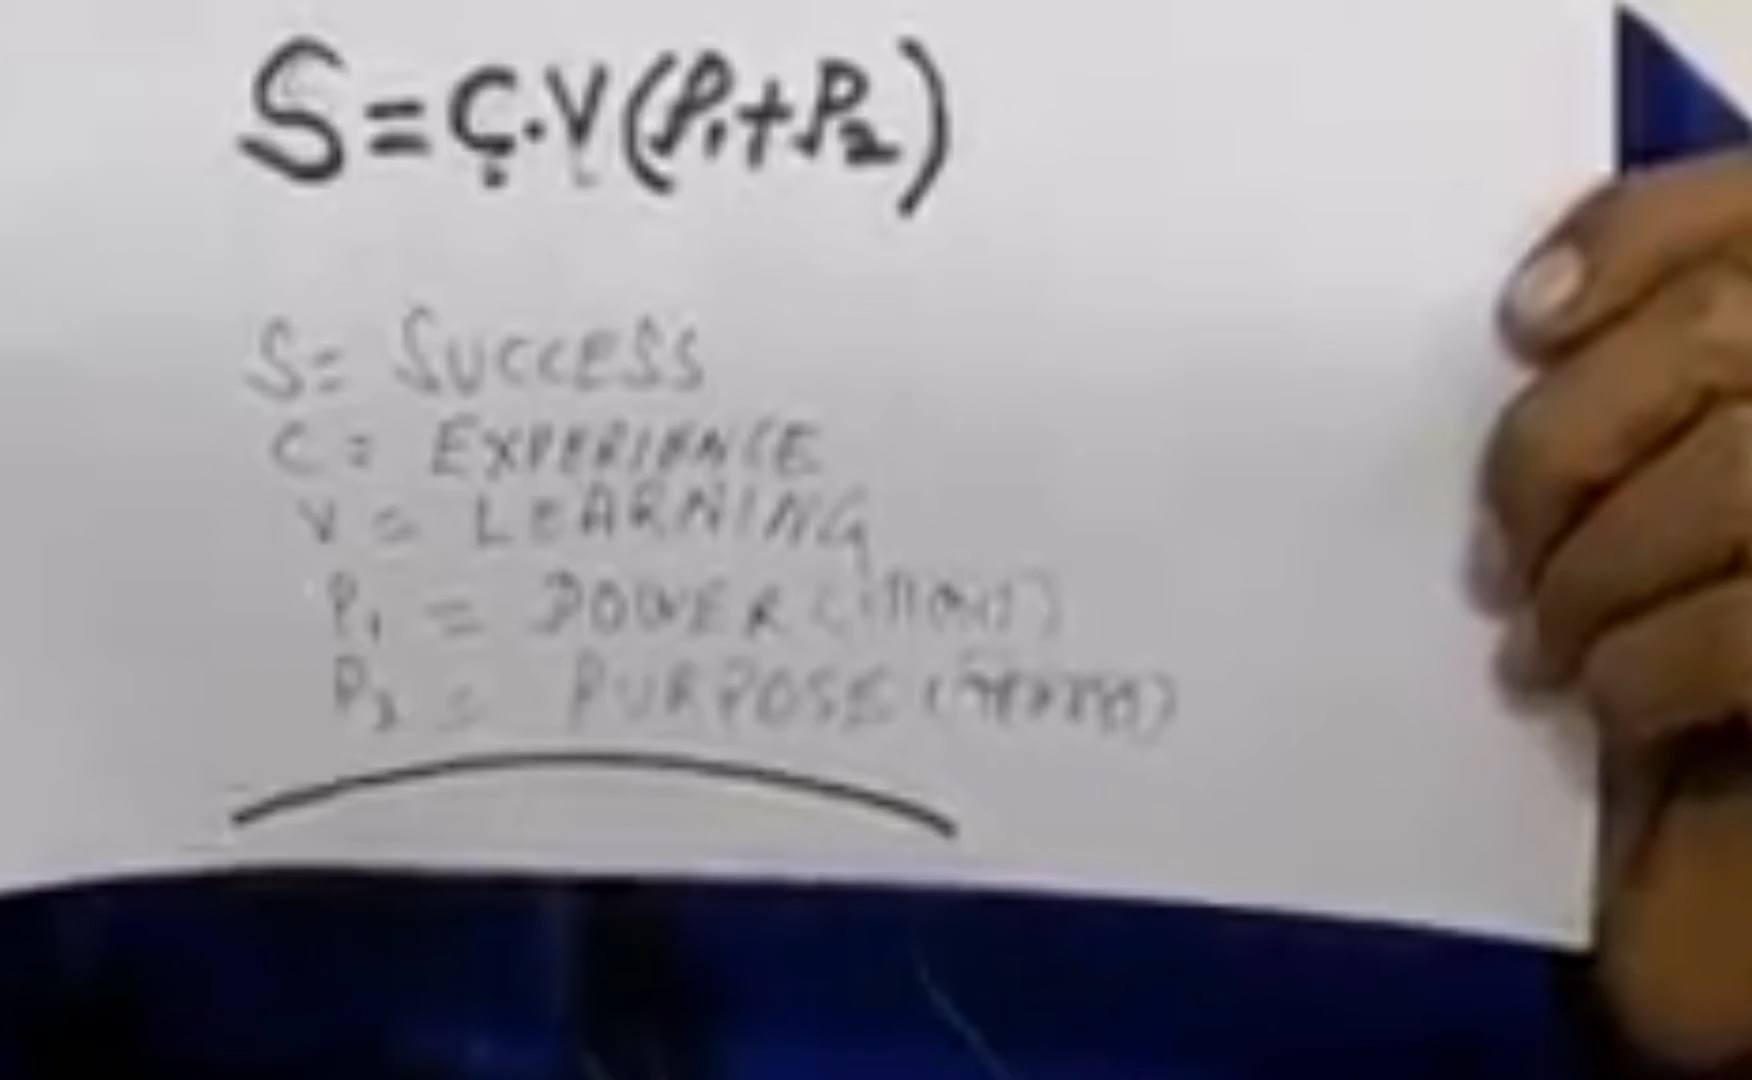 S=C.V(P1+P2)
S= SUCCESS
C= EXPERIENCE
V= LEARNING
P1 = POWER
P2 = PURPOSE